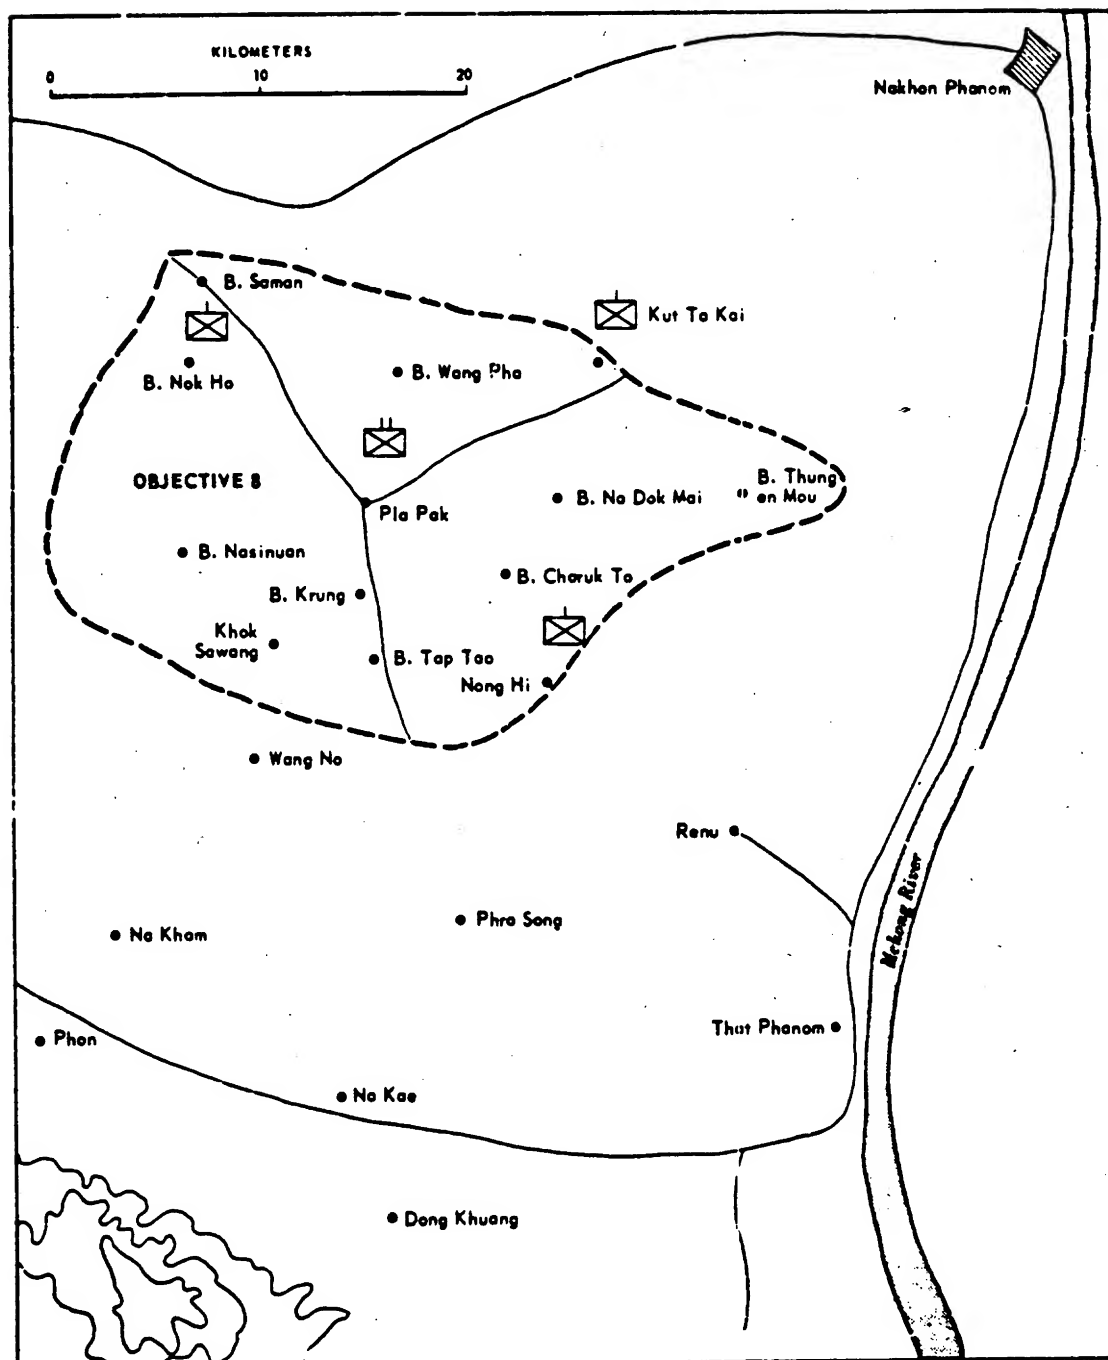 KILOMETERS
0 10 20
Nakhon Phanom
B. Saman
Kut Ta Kai
B. Wang Pha
B. Nok Ho
OBJECTIVE 8
B. Thung
en Mou
B. Na Dok Mai
Pla Pak
B. Nasinuan
B. Charuk Ta
B. Krung
Khok
Sawang
B. Tap Tao
Nong Hi
Wang No
Renu
Mekong River
Phra Song
Na Kham
That Phanom
Phon
Na Kae
Dong Khuang